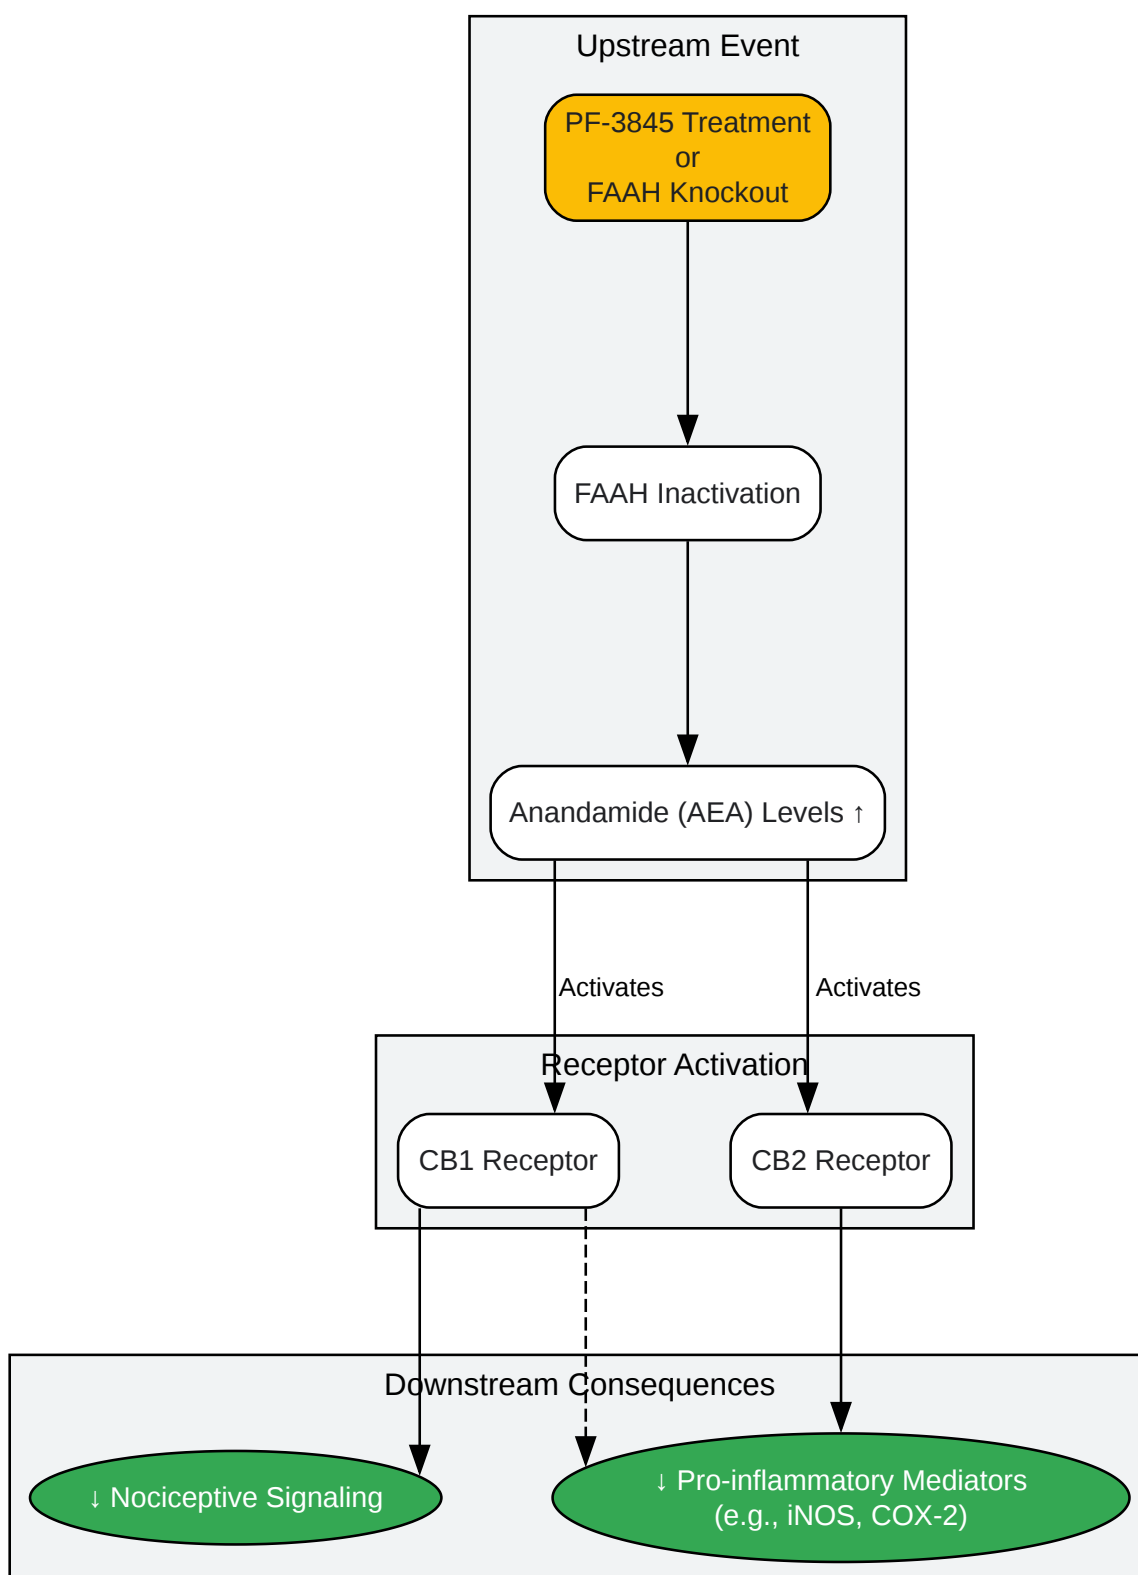 Upstream Event
PF-3845 Treatment
or
FAAH Knockout
FAAH Inactivation
Anandamide (AEA) Levels ↑
Activates
Activates
Receptor Activation
CB1 Receptor
CB2 Receptor
Downstream Consequences
↓ Nociceptive Signaling
↓ Pro-inflammatory Mediators
(e.g., iNOS, COX-2)